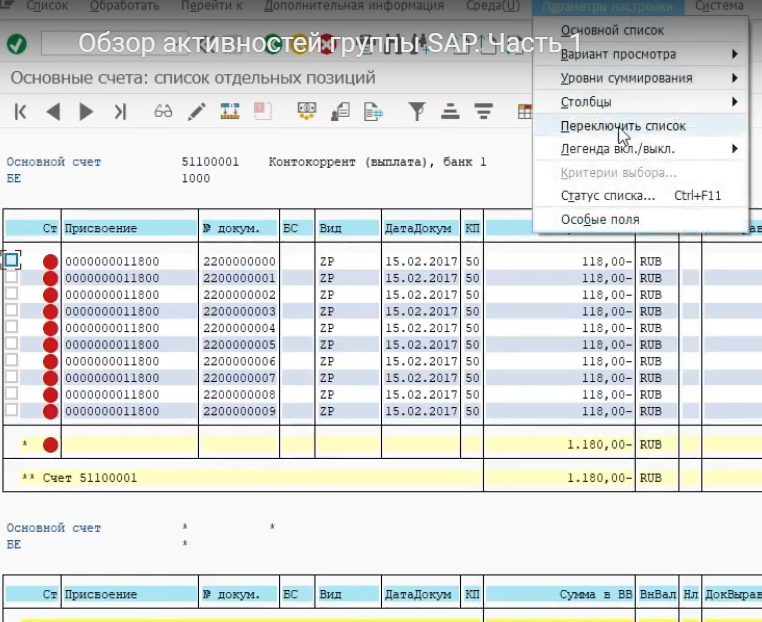 Список Обработать Перейти к Дополнительная информация Среда(U) Параметры настройки Система
Обзор активностей группы SAP. Часть 1
Основные счета: список отдельных позиций
Основной список
Вариант просмотра
Уровни суммирования
Столбцы
Переключить список
Легенда вкл./выкл.
Критерии выбора...
Статус списка... Ctrl+F11
Особые поля
Основной счет 51100001 Контокоррент (выплата), банк 1
БЕ 1000
Ст Присвоение № докум. БС Вид ДатаДокум КП
0000000011800 2200000000 ZP 15.02.2017 50 118,00- RUB
0000000011800 2200000001 ZP 15.02.2017 50 118,00- RUB
0000000011800 2200000002 ZP 15.02.2017 50 118,00- RUB
0000000011800 2200000003 ZP 15.02.2017 50 118,00- RUB
0000000011800 2200000004 ZP 15.02.2017 50 118,00- RUB
0000000011800 2200000005 ZP 15.02.2017 50 118,00- RUB
0000000011800 2200000006 ZP 15.02.2017 50 118,00- RUB
0000000011800 2200000007 ZP 15.02.2017 50 118,00- RUB
0000000011800 2200000008 ZP 15.02.2017 50 118,00- RUB
0000000011800 2200000009 ZP 15.02.2017 50 118,00- RUB
* 1.180,00- RUB
** Счет 51100001 1.180,00- RUB
Основной счет * *
БЕ *
Ст Присвоение № докум. БС Вид ДатаДокум КП Сумма в ВВ ВнВал Нл ДокВырав